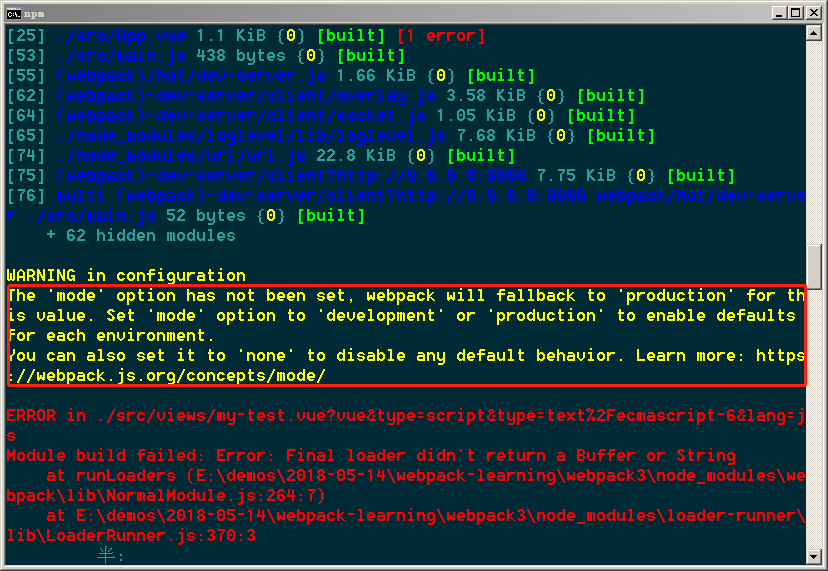 npm
[25] ./src/App.vue 1.1 KiB {0} [built] [1 error]
[53] ./src/main.js 438 bytes {0} [built]
[55] (webpack)/hot/dev-server.js 1.66 KiB {0} [built]
[62] (webpack)-dev-server/client/overlay.js 3.58 KiB {0} [built]
[64] (webpack)-dev-server/client/socket.js 1.05 KiB {0} [built]
[65] ./node_modules/loglevel/lib/loglevel.js 7.68 KiB {0} [built]
[74] ./node_modules/url/url.js 22.8 KiB {0} [built]
[75] (webpack)-dev-server/client?http://0.0.0.0:8000 7.75 KiB {0} [built]
[76] multi (webpack)-dev-server/client?http://0.0.0.0:8000 webpack/hot/dev-serve
r ./src/main.js 52 bytes {0} [built]
+ 62 hidden modules
WARNING in configuration
The 'mode' option has not been set, webpack will fallback to 'production' for th
is value. Set 'mode' option to 'development' or 'production' to enable defaults
for each environment.
You can also set it to 'none' to disable any default behavior. Learn more: https
://webpack.js.org/concepts/mode/
ERROR in ./src/views/my-test.vue?vue&type=script&type=text%2Fecmascript-6&lang=j
s
Module build failed: Error: Final loader didn't return a Buffer or String
at runLoaders (E:\demos\2018-05-14\webpack-learning\webpack3\node_modules\we
bpack\lib\NormalModule.js:264:7)
at E:\demos\2018-05-14\webpack-learning\webpack3\node_modules\loader-runner\
lib\LoaderRunner.js:370:3
半: